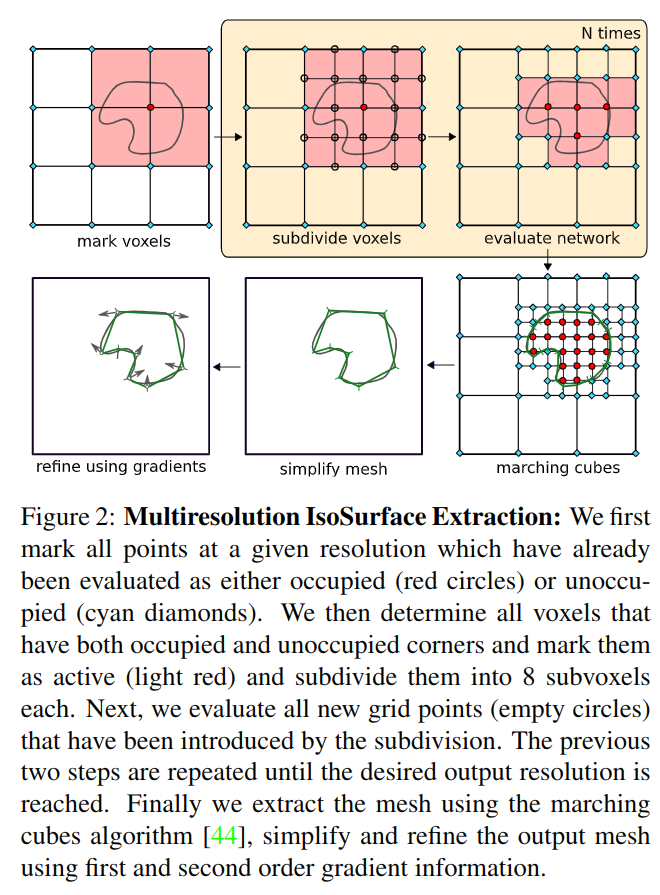 N times
mark voxels
subdivide voxels
evaluate network
refine using gradients
simplify mesh
marching cubes
Figure 2: Multiresolution IsoSurface Extraction: We first
mark all points at a given resolution which have already
been evaluated as either occupied (red circles) or unoccu-
pied (cyan diamonds). We then determine all voxels that
have both occupied and unoccupied corners and mark them
as active (light red) and subdivide them into 8 subvoxels
each. Next, we evaluate all new grid points (empty circles)
that have been introduced by the subdivision. The previous
two steps are repeated until the desired output resolution is
reached. Finally we extract the mesh using the marching
cubes algorithm [44], simplify and refine the output mesh
using first and second order gradient information.